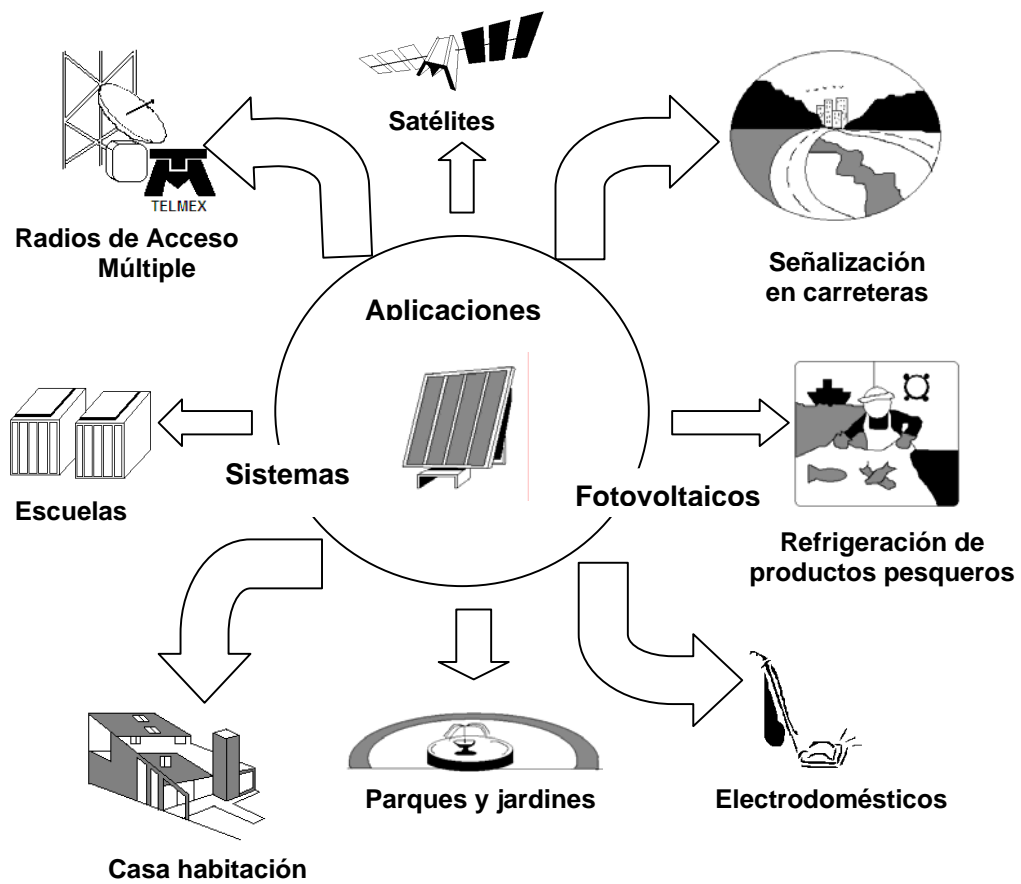 Satélites
TELMEX
Radios de Acceso
Múltiple
Señalización
en carreteras
Aplicaciones
Sistemas
Fotovoltaicos
Escuelas
Refrigeración de
productos pesqueros
Parques y jardines
Electrodomésticos
Casa habitación